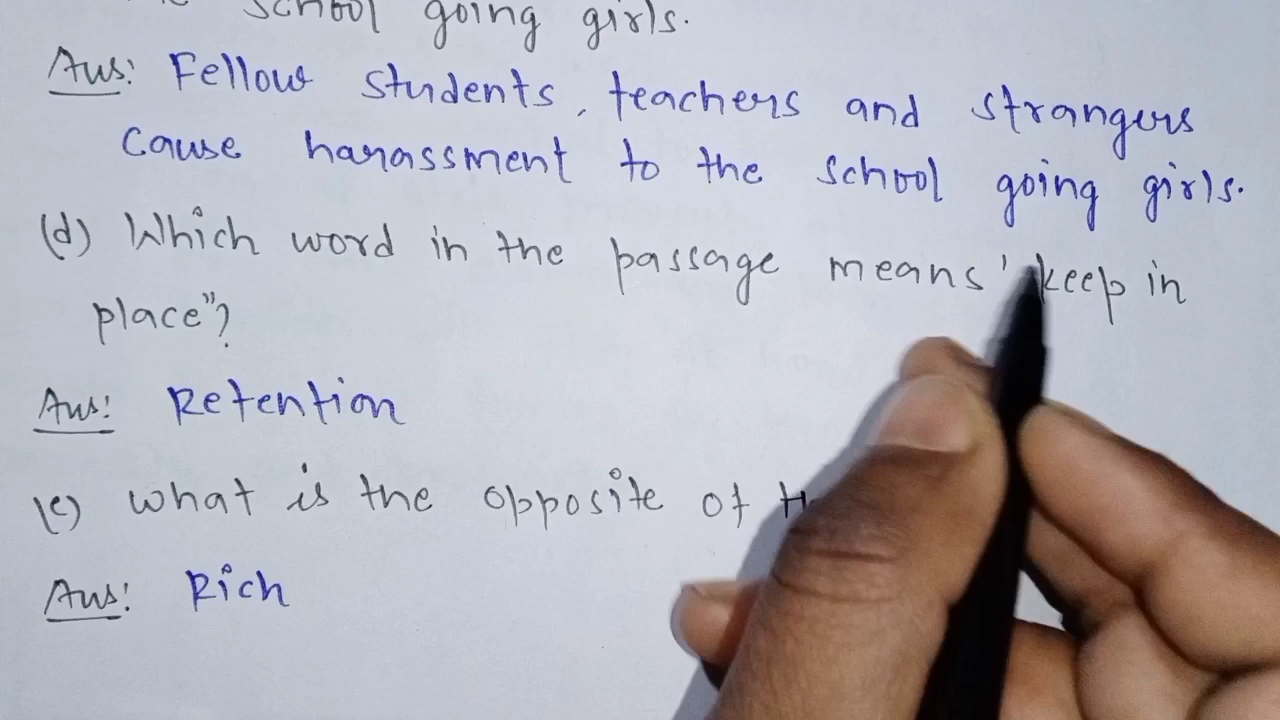 school going girls.
Ans: Fellow students, teachers and strangers
cause harassment to the school going girls.
(d) Which word in the passage means 'keep in
place"?
Ans: Retention
(e) What is the opposite of
Ans: Rich